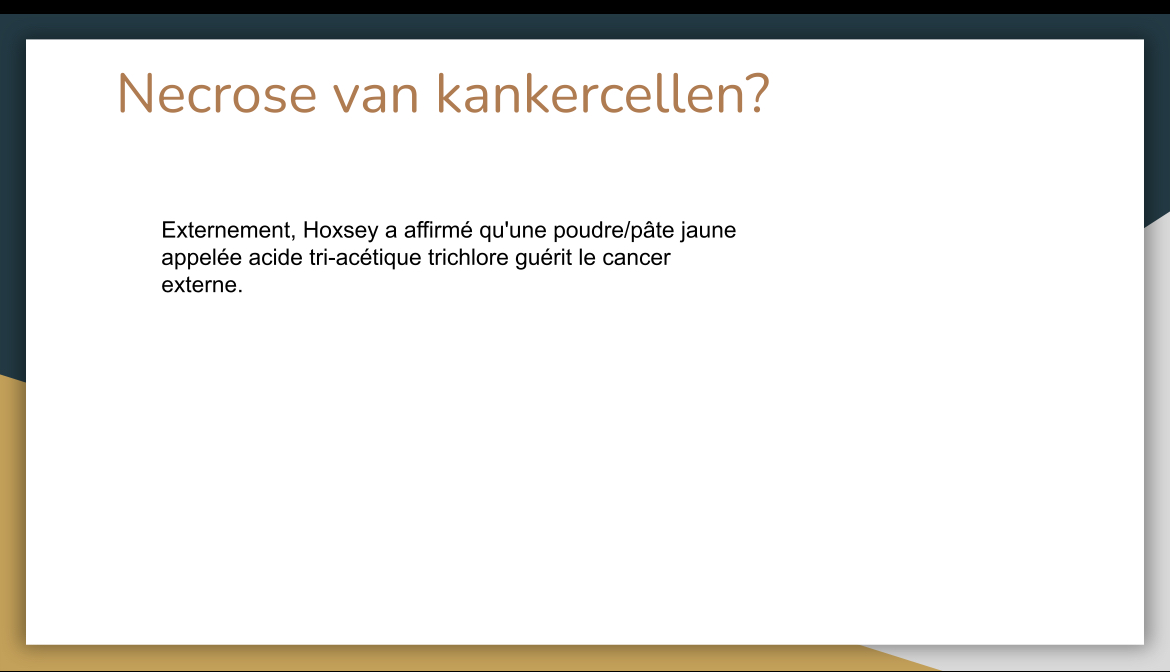 Necrose van kankercellen?
Externement, Hoxsey a affirmé qu'une poudre/pâte jaune
appelée acide tri-acétique trichlore guérit le cancer
externe.